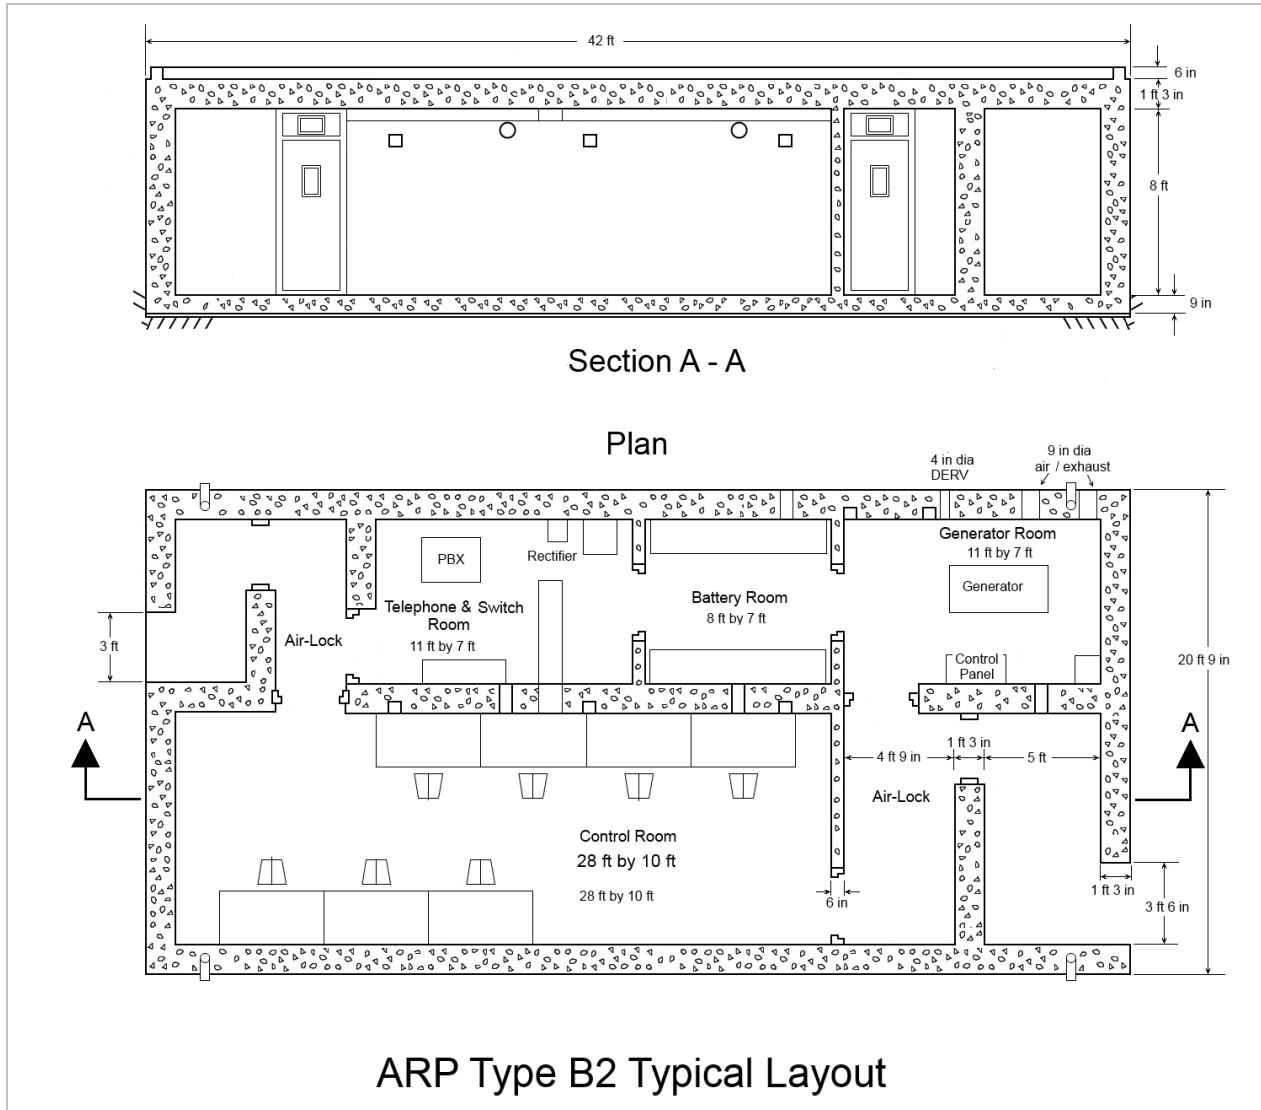 42 ft
6 in
1 ft 3 in
8 ft
9 in
Section A - A
Plan
4 in dia
DERV
9 in dia
air / exhaust
PBX
Rectifier
Telephone & Switch
Room
11 ft by 7 ft
Battery Room
8 ft by 7 ft
Generator Room
11 ft by 7 ft
Generator
Control
Panel
3 ft
Air-Lock
20 ft 9 in
A
A
4 ft 9 in
1 ft 3 in
5 ft
Air-Lock
Control Room
28 ft by 10 ft
28 ft by 10 ft
6 in
1 ft 3 in
3 ft 6 in
ARP Type B2 Typical Layout